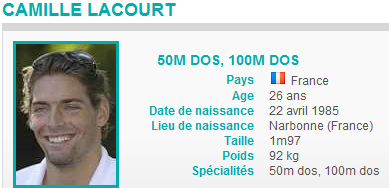 CAMILLE LACOURT
50M DOS, 100M DOS
Pays France
Age 26 ans
Date de naissance 22 avril 1985
Lieu de naissance Narbonne (France)
Taille 1m97
Poids 92 kg
Spécialités 50m dos, 100m dos